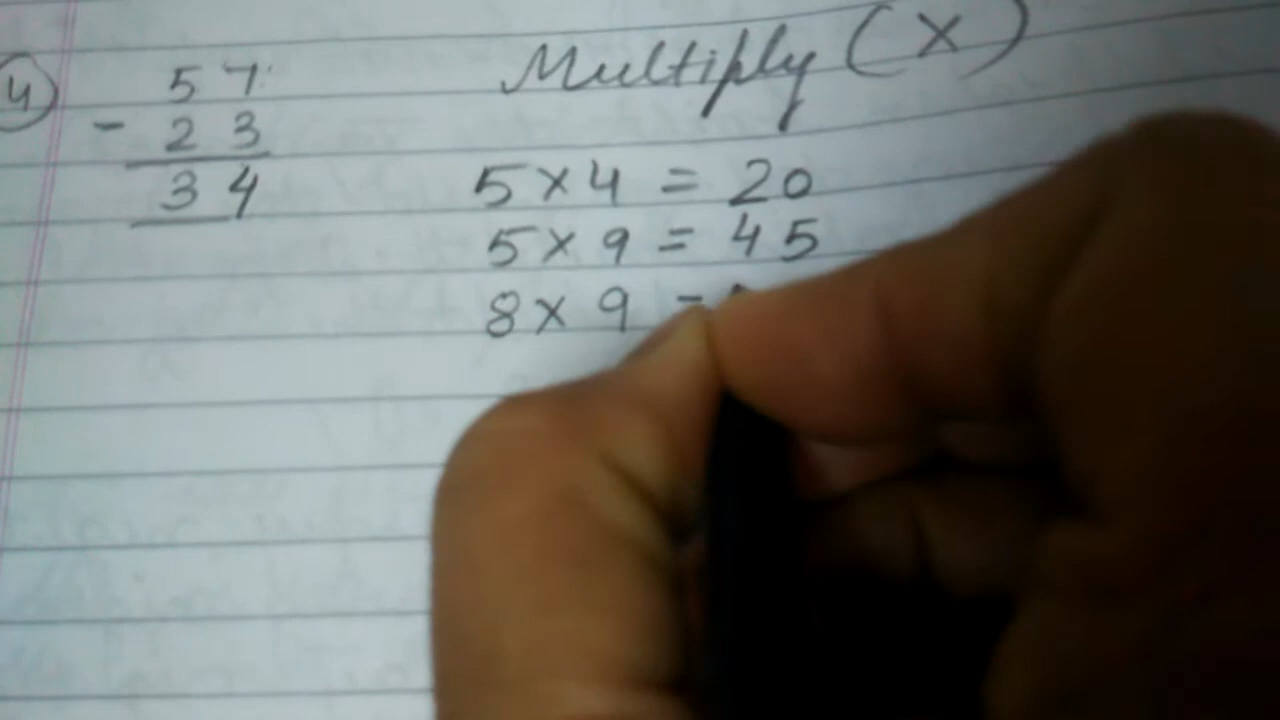 4
57
- 23
34
Multiply (x)
5 x 4 = 20
5 x 9 = 45
8 x 9 =